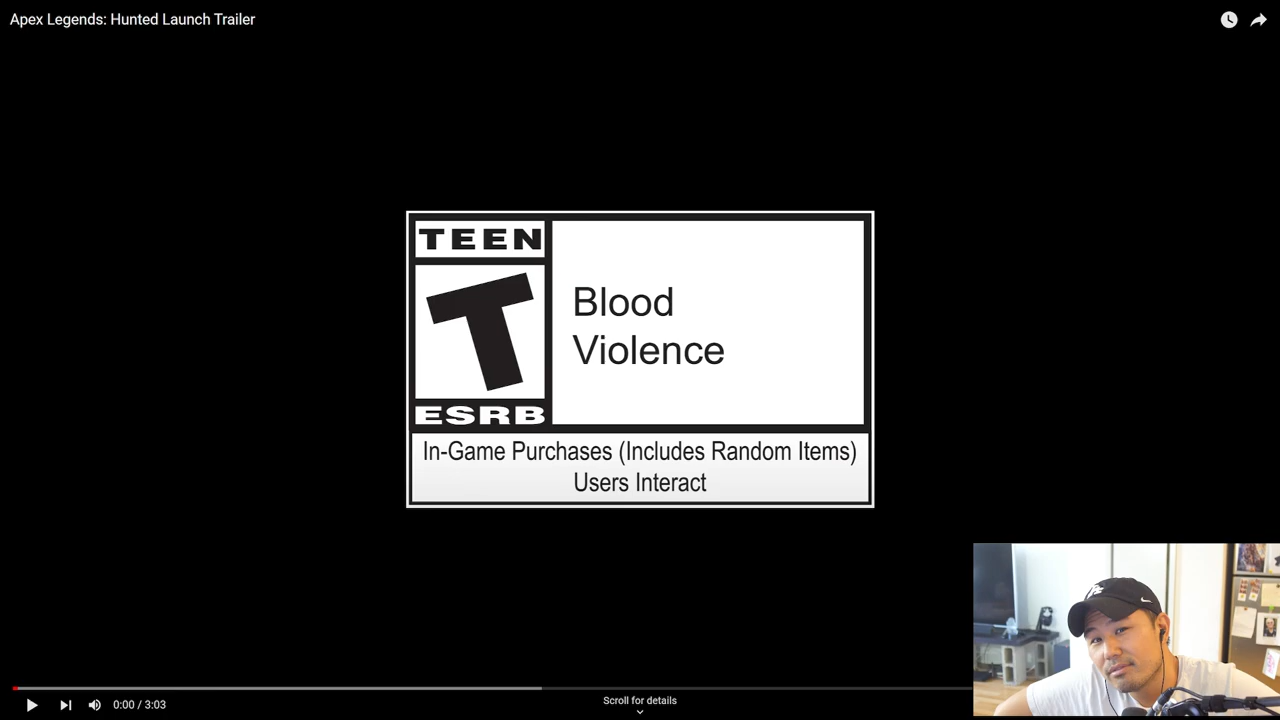 Apex Legends: Hunted Launch Trailer
TEEN
T
ESRB
Blood
Violence
In-Game Purchases (Includes Random Items)
Users Interact
0:00 / 3:03
Scroll for details